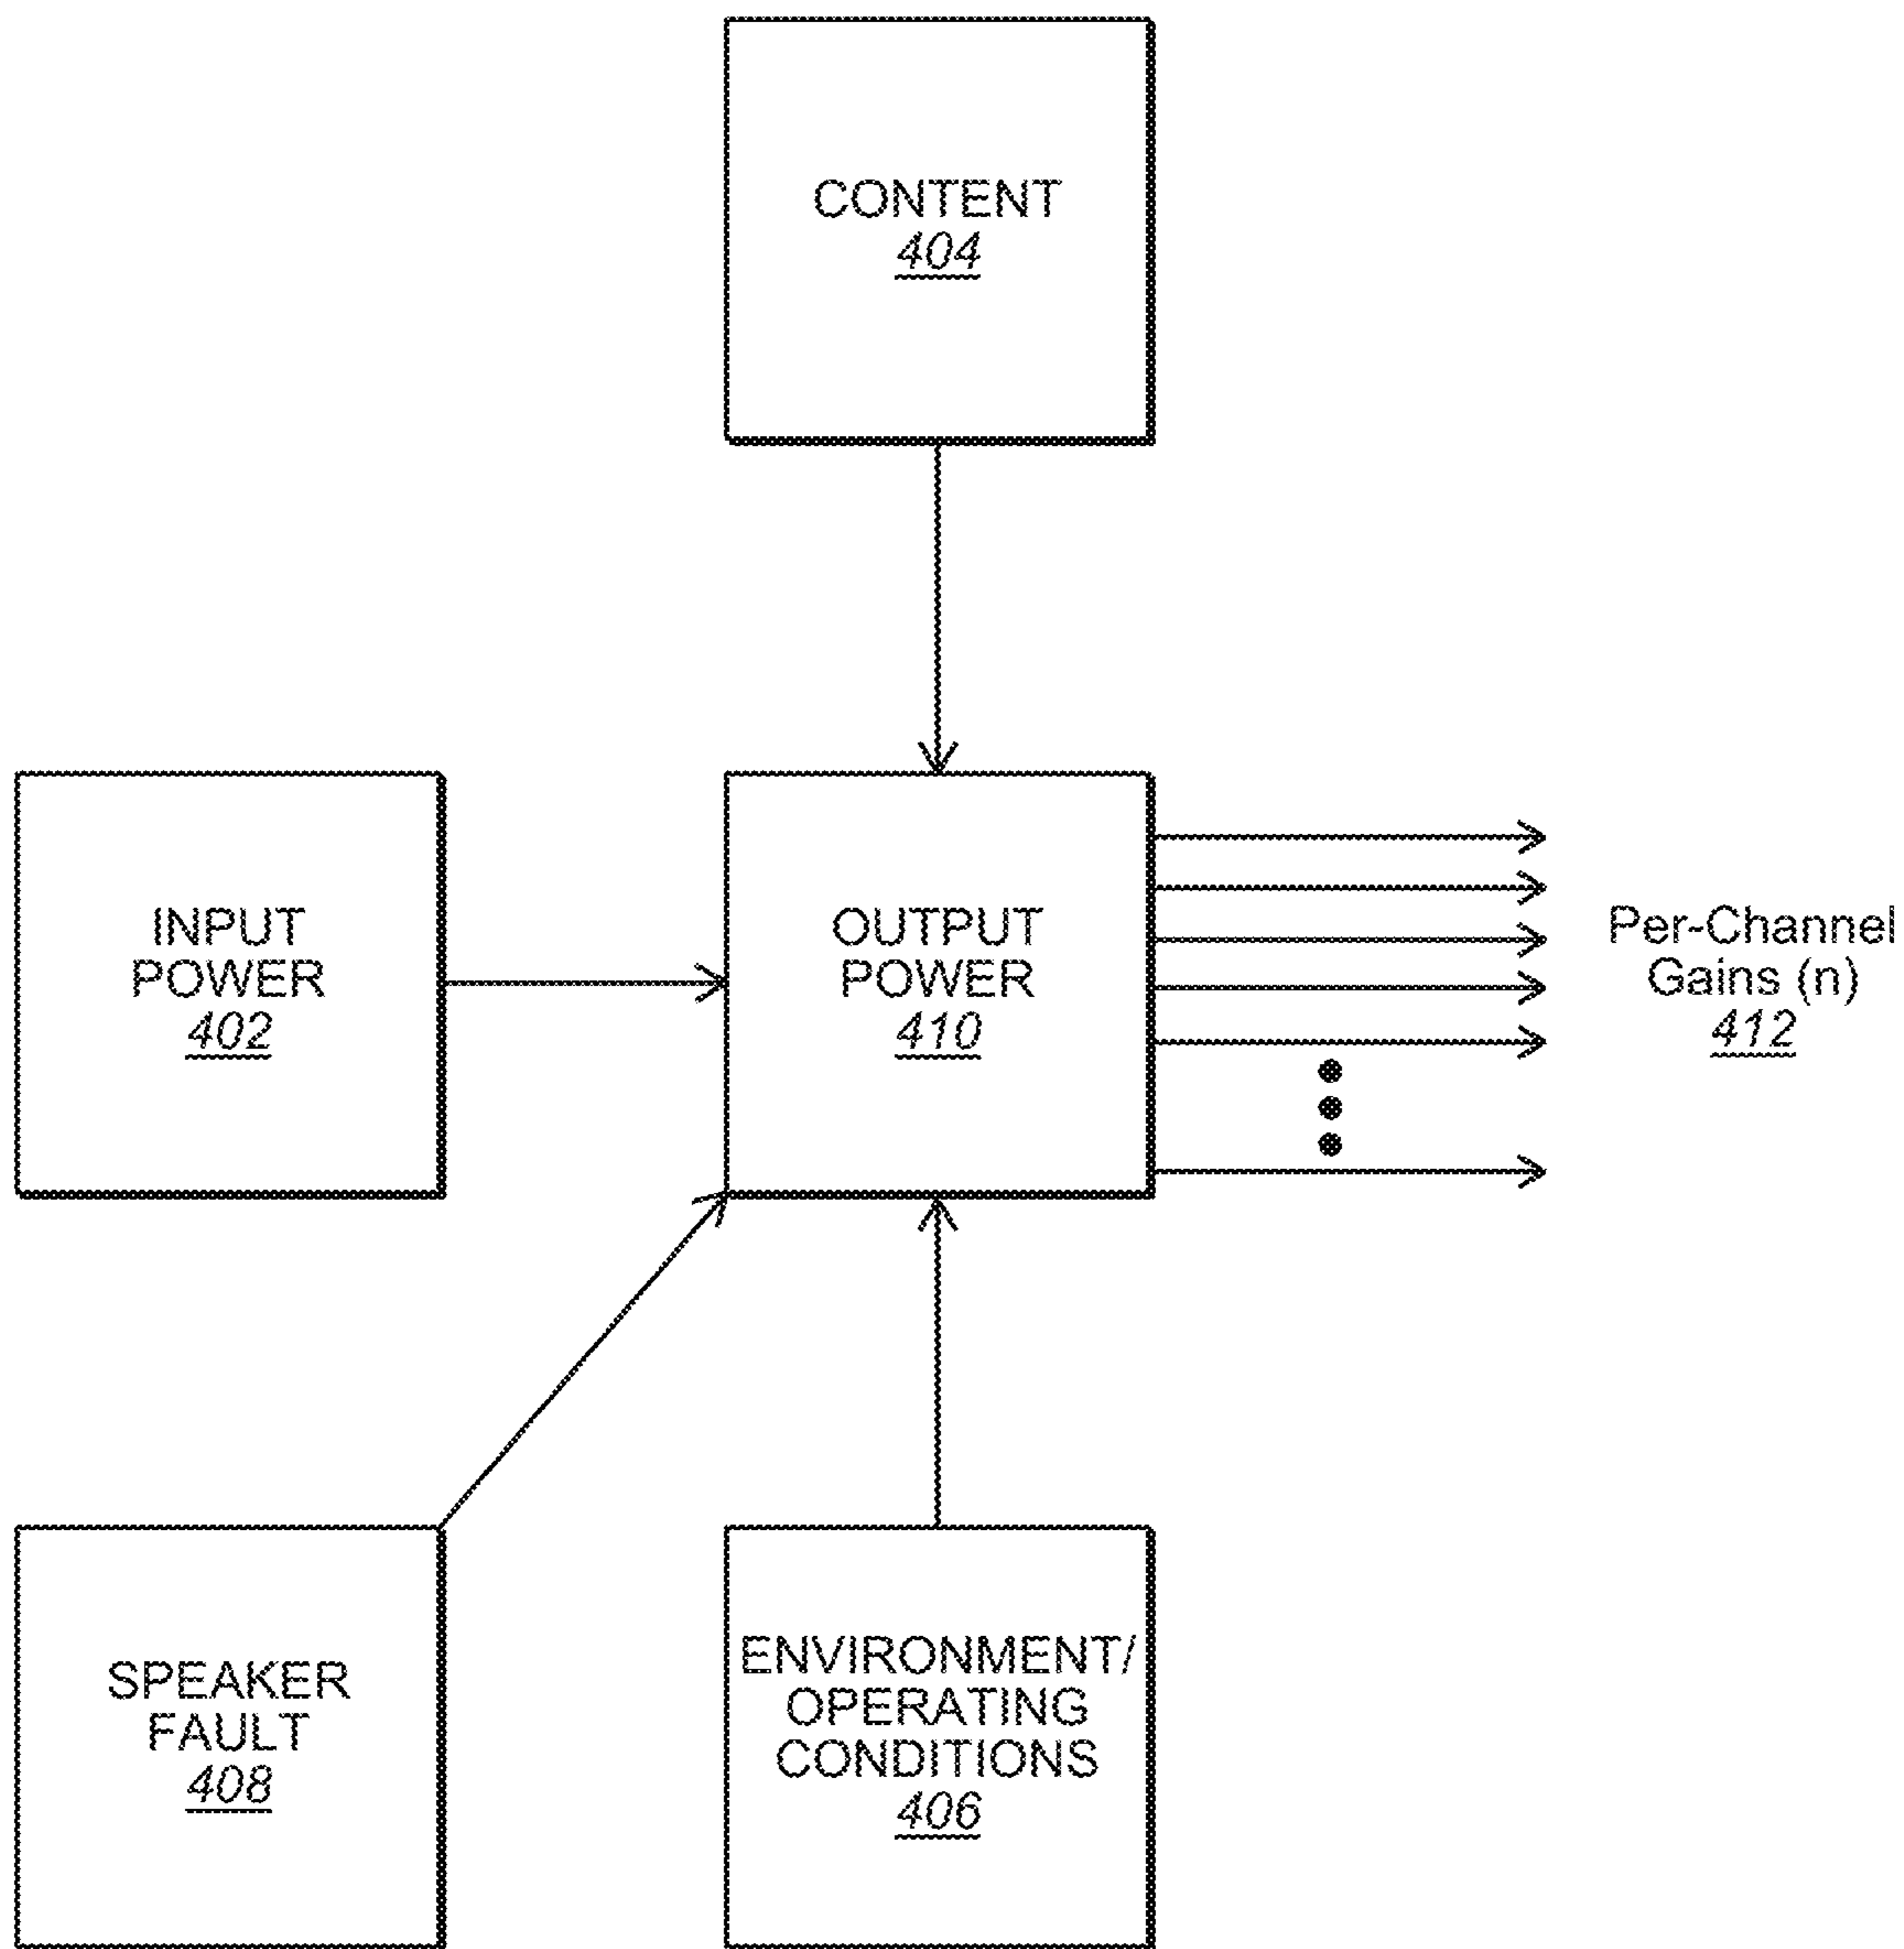 CONTENT
404
INPUT
POWER
402
OUTPUT
POWER
410
Per-Channel
Gains (n)
412
SPEAKER
FAULT
408
ENVIRONMENT/
OPERATING
CONDITIONS
406